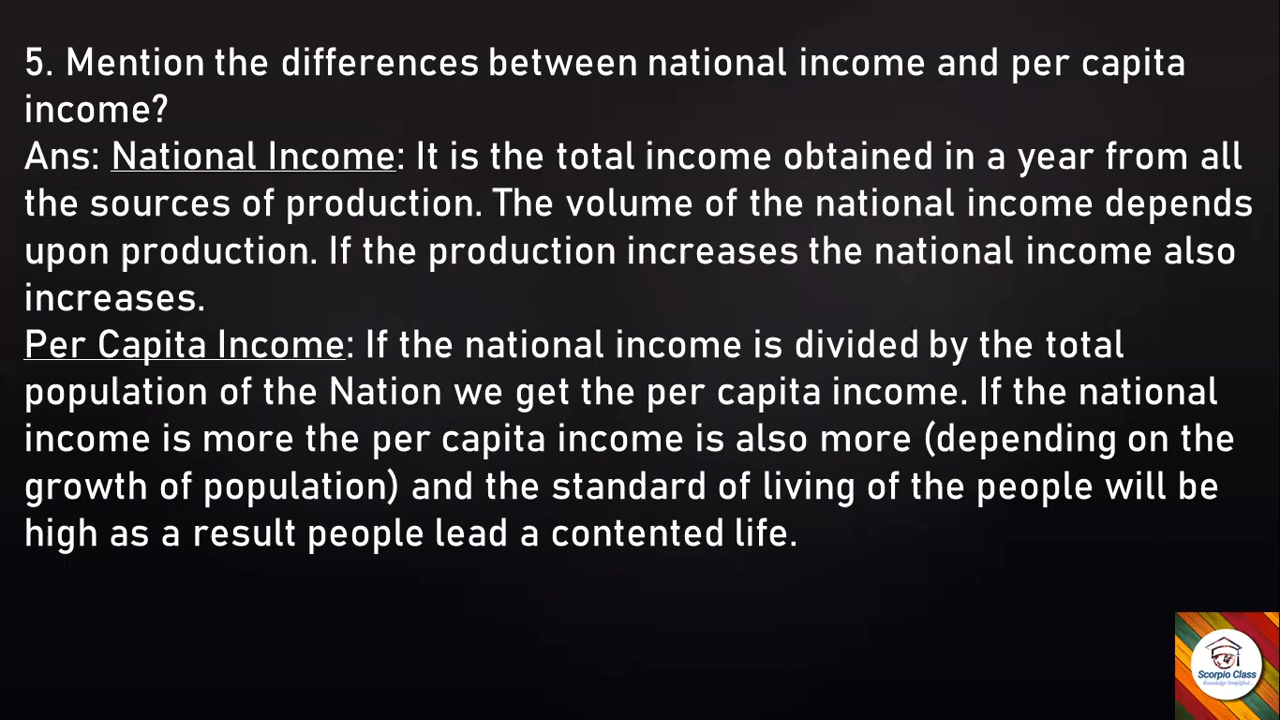 5. Mention the differences between national income and per capita
income?
Ans: National Income: It is the total income obtained in a year from all
the sources of production. The volume of the national income depends
upon production. If the production increases the national income also
increases.
Per Capita Income: If the national income is divided by the total
population of the Nation we get the per capita income. If the national
income is more the per capita income is also more (depending on the
growth of population) and the standard of living of the people will be
high as a result people lead a contented life.
Scorpio Class
Knowledge Simplified